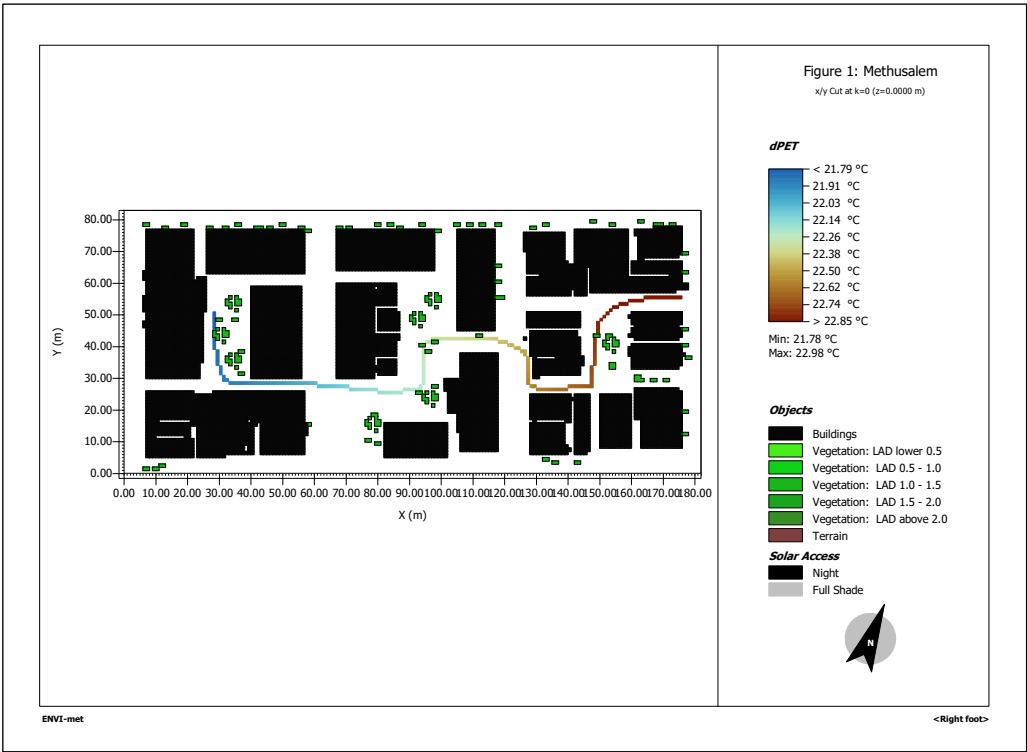 Figure 1: Methusalem
x/y Cut at k=0 (z=0.0000 m)
dPET
< 21.79 °C
21.91 °C
22.03 °C
22.14 °C
22.26 °C
22.38 °C
22.50 °C
22.62 °C
22.74 °C
> 22.85 °C
Min: 21.78 °C
Max: 22.98 °C
Objects
Buildings
Vegetation: LAD lower 0.5
Vegetation: LAD 0.5 - 1.0
Vegetation: LAD 1.0 - 1.5
Vegetation: LAD 1.5 - 2.0
Vegetation: LAD above 2.0
Terrain
Solar Access
Night
Full Shade
N
Y (m)
80.00
70.00
60.00
50.00
40.00
30.00
20.00
10.00
0.00
0.00 10.00 20.00 30.00 40.00 50.00 60.00 70.00 80.00 90.00 100.00 110.00 120.00 130.00 140.00 150.00 160.00 170.00 180.00
X (m)
ENVI-met
<Right foot>